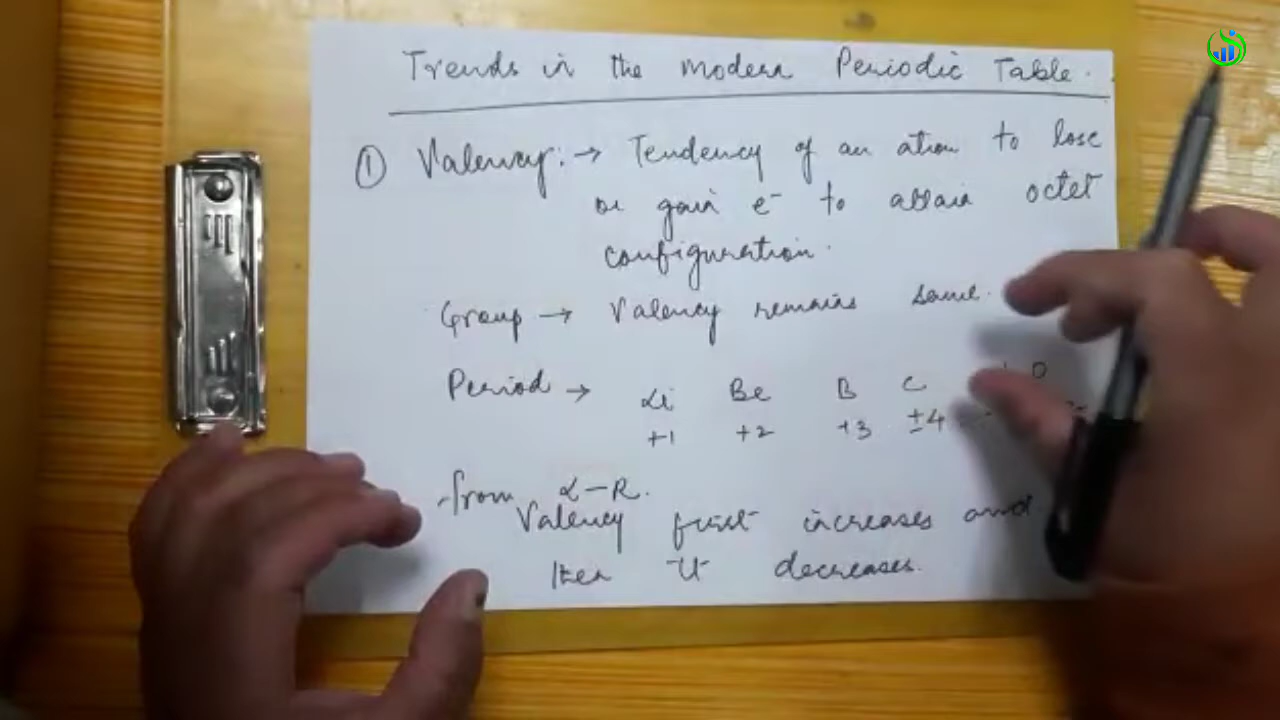 Trends in the modern Periodic Table.
① Valency: → Tendency of an atom to lose
or gain e⁻ to attain octet
configuration.
Group → Valency remains same.
Period → Li Be B C O
+1 +2 +3 ±4
from L-R.
Valency first increases and
then it decreases.